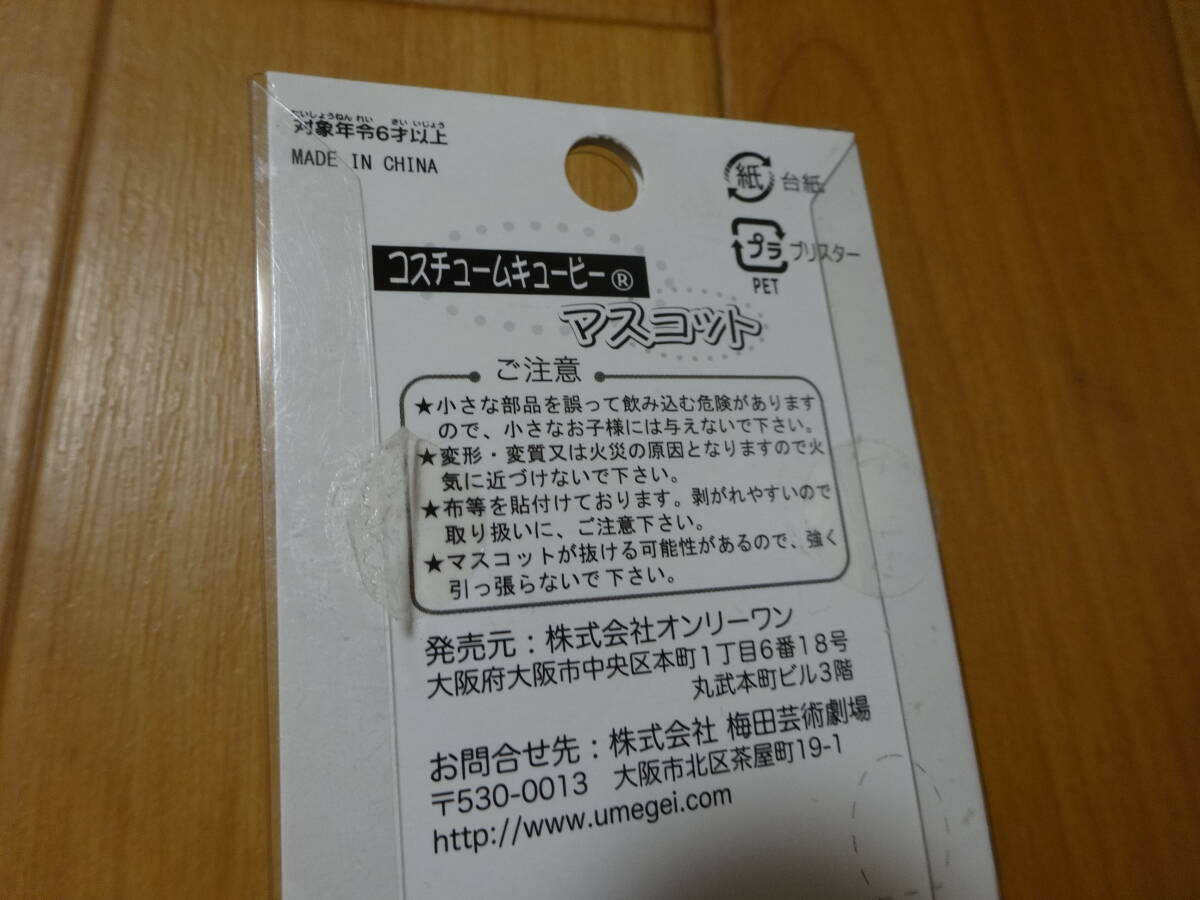 たいしょうねんれい さい いじょう
対象年令6才以上
MADE IN CHINA
紙 台紙
プラ ブリスター
PET
コスチュームキューピー®
マスコット
ご注意
★小さな部品を誤って飲み込む危険があります
ので、小さなお子様には与えないで下さい。
★変形・変質又は火災の原因となりますので火
気に近づけないで下さい。
★布等を貼付けております。剥がれやすいので
取り扱いに、ご注意下さい。
★マスコットが抜ける可能性があるので、強く
引っ張らないで下さい。
発売元：株式会社オンリーワン
大阪府大阪市中央区本町1丁目6番18号
丸武本町ビル3階
お問合せ先：株式会社 梅田芸術劇場
〒530-0013 大阪市北区茶屋町19-1
http://www.umegei.com